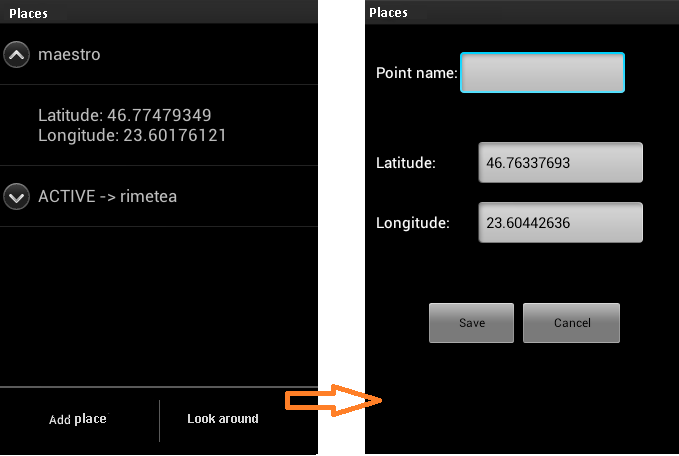 Places
maestro
Latitude: 46.77479349
Longitude: 23.60176121
ACTIVE -> rimetea
Add place
Look around
Places
Point name:
Latitude: 46.76337693
Longitude: 23.60442636
Save Cancel